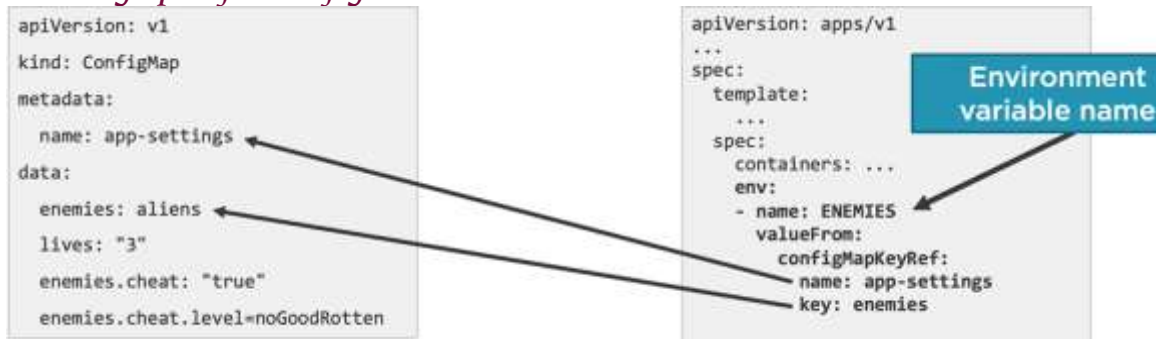 apiVersion: v1
kind: ConfigMap
metadata:
name: app-settings
data:
enemies: aliens
lives: "3"
enemies.cheat: "true"
enemies.cheat.level=noGoodRotten
apiVersion: apps/v1
...
spec:
template:
...
spec:
containers: ...
env:
- name: ENEMIES
valueFrom:
configMapKeyRef:
name: app-settings
key: enemies
Environment
variable name